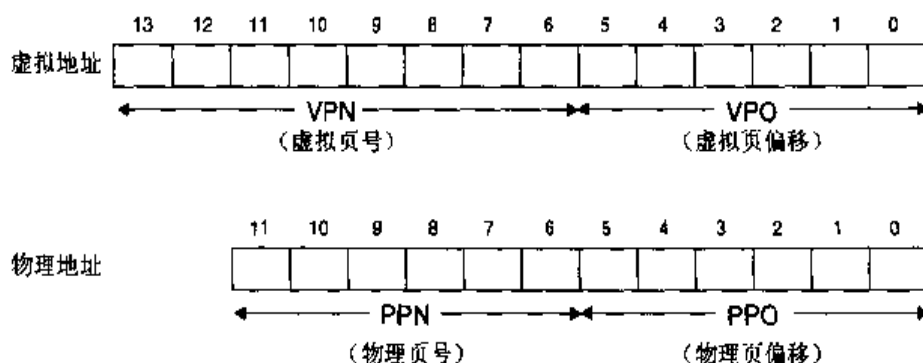 13 12 11 10 9 8 7 6 5 4 3 2 1 0
虚拟地址
VPN VPO
（虚拟页号） （虚拟页偏移）
11 10 9 8 7 6 5 4 3 2 1 0
物理地址
PPN PPO
（物理页号） （物理页偏移）